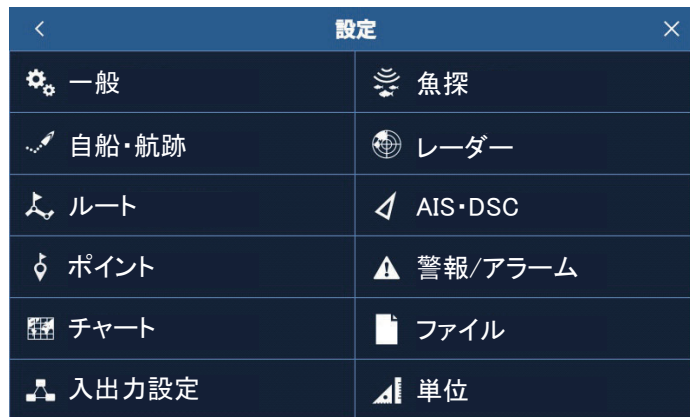 設定
一般
魚探
自船・航跡
レーダー
ルート
AIS・DSC
ポイント
警報/アラーム
チャート
ファイル
入出力設定
単位